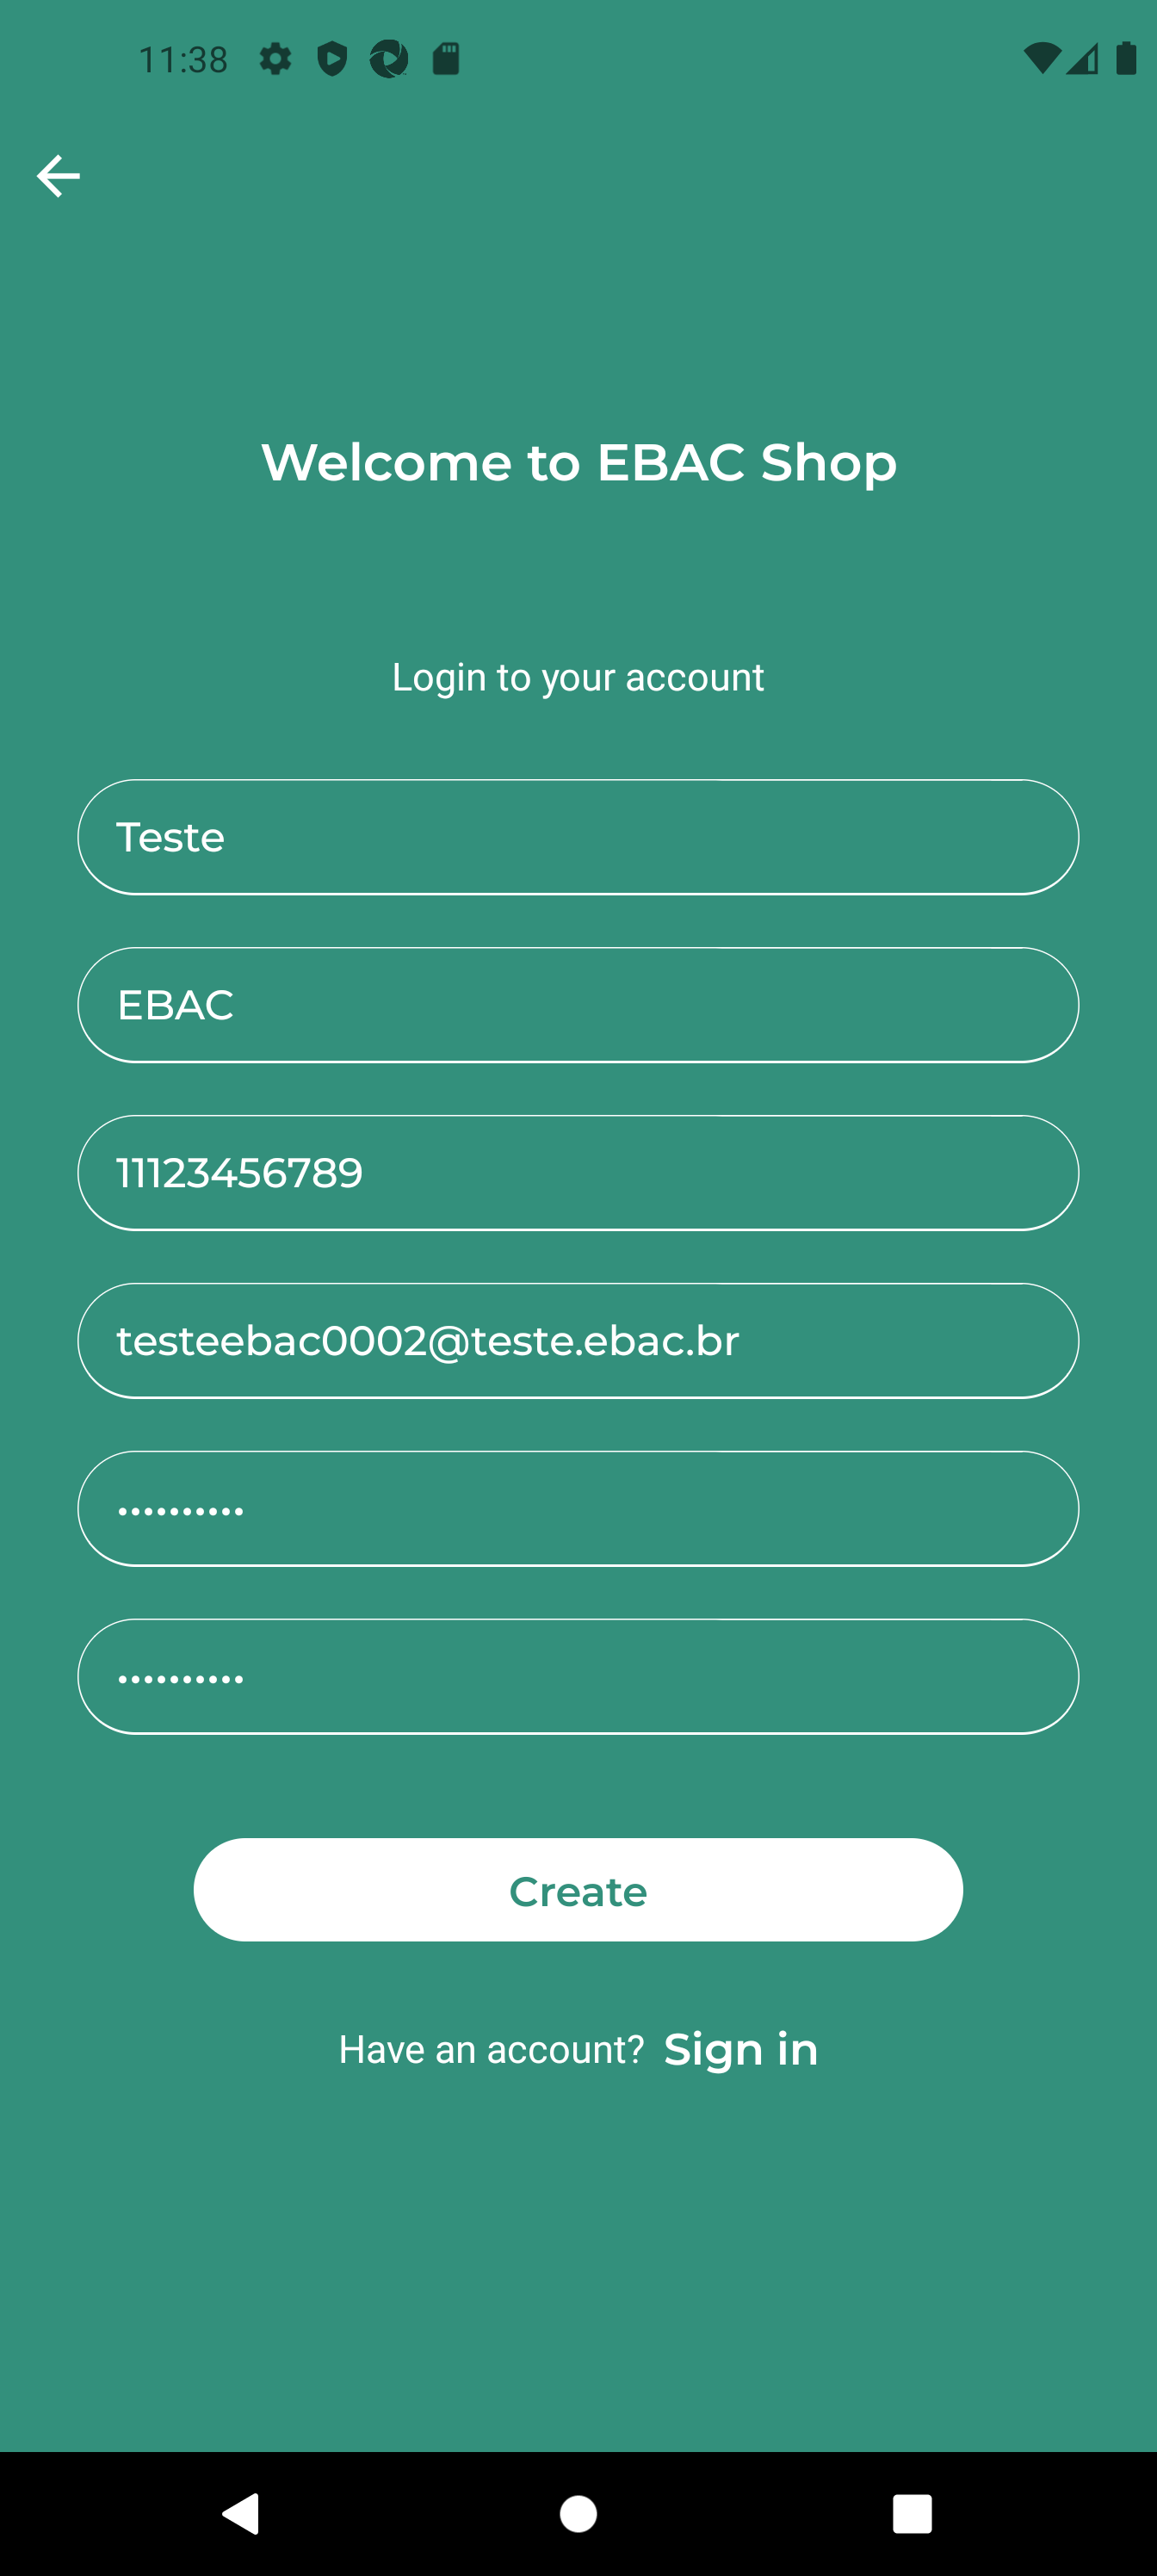 11:38
Welcome to EBAC Shop
Login to your account
Teste
EBAC
11123456789
testeebac0002@teste.ebac.br
••••••••••
••••••••••
Create
Have an account? Sign in